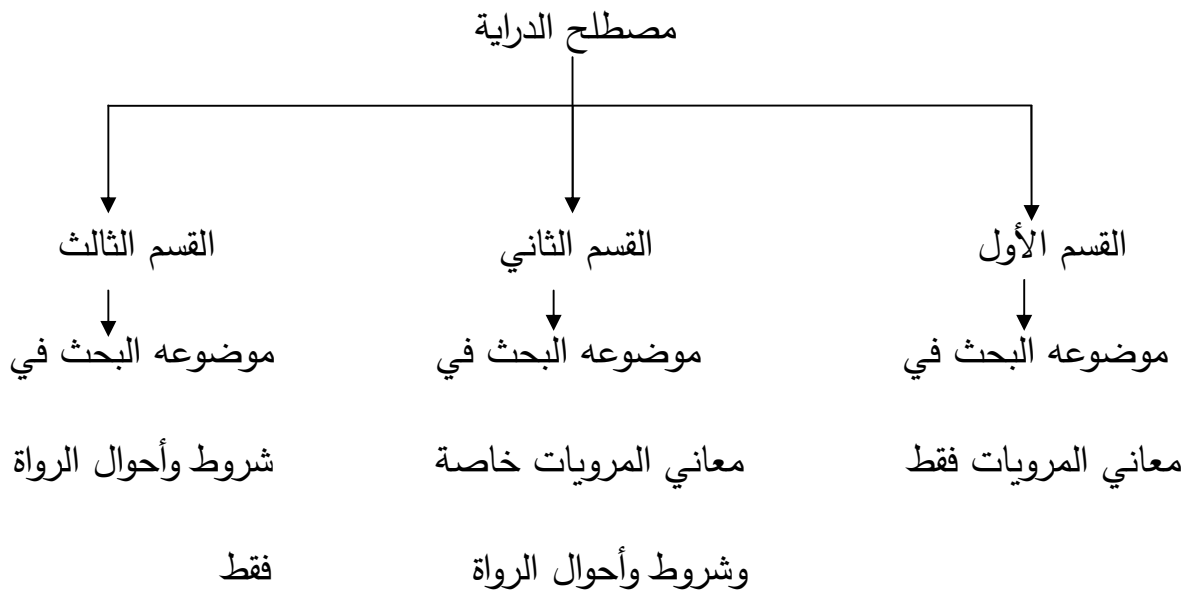 مصطلح الدراية
القسم الأول
القسم الثاني
القسم الثالث
موضوعه البحث في
موضوعه البحث في
موضوعه البحث في
معاني المرويات فقط
معاني المرويات خاصة
شروط وأحوال الرواة
وشروط وأحوال الرواة
فقط